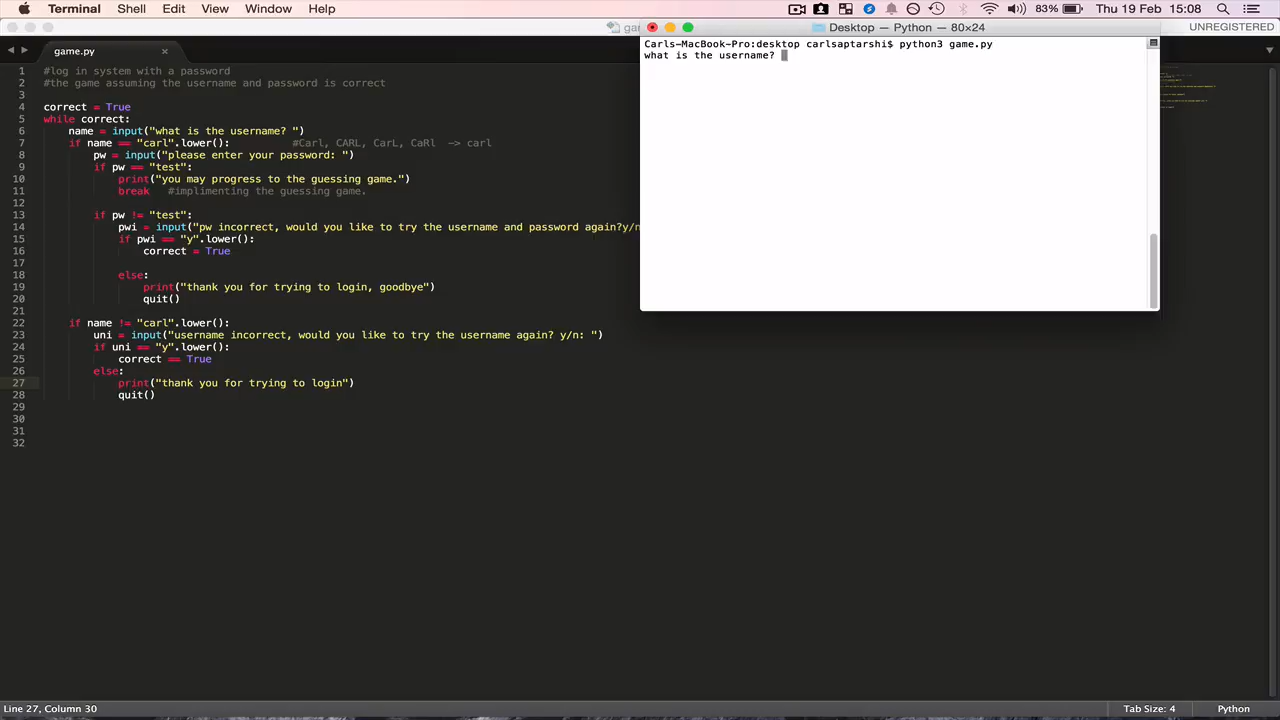 Terminal Shell Edit View Window Help 83% Thu 19 Feb 15:08
Desktop — Python — 80×24
UNREGISTERED
game.py
Carls-MacBook-Pro:desktop carlsaptarshi$ python3 game.py
what is the username?
1 #log in system with a password
2 #the game assuming the username and password is correct
3
4 correct = True
5 while correct:
6 name = input("what is the username? ")
7 if name == "carl".lower(): #Carl, CARL, CarL, CaRl -> carl
8 pw = input("please enter your password: ")
9 if pw == "test":
10 print("you may progress to the guessing game.")
11 break #implimenting the guessing game.
12
13 if pw != "test":
14 pwi = input("pw incorrect, would you like to try the username and password again?y/n
15 if pwi == "y".lower():
16 correct = True
17
18 else:
19 print("thank you for trying to login, goodbye")
20 quit()
21
22 if name != "carl".lower():
23 uni = input("username incorrect, would you like to try the username again? y/n: ")
24 if uni == "y".lower():
25 correct == True
26 else:
27 print("thank you for trying to login")
28 quit()
29
30
31
32
Line 27, Column 30
Tab Size: 4
Python